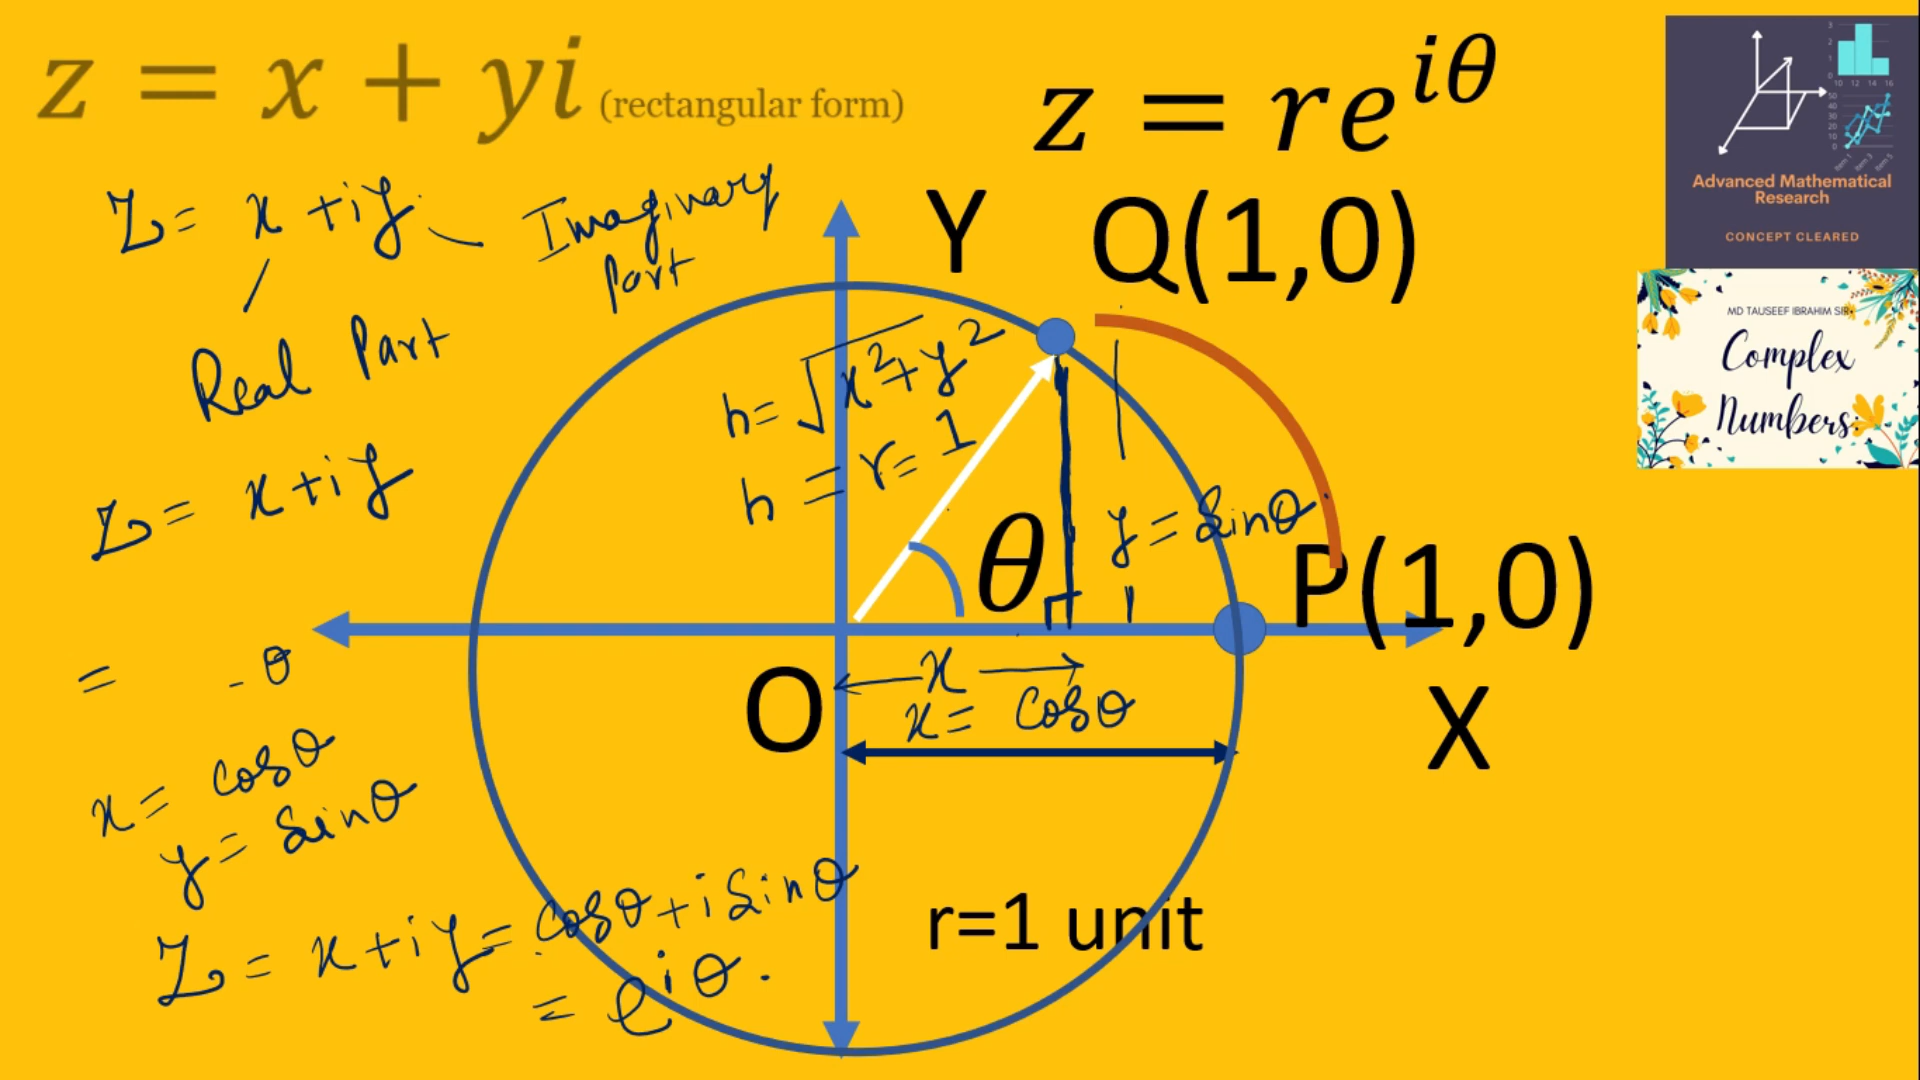 z = x + yi (rectangular form)
z = re^{iθ}
Z = x + iy
Imaginary
Part
Real Part
Z = x + iy
= - θ
x = cosθ
y = sinθ
Z = x + iy = cosθ + i sinθ
= e^{iθ}.
Y
Q(1,0)
h = √x²+y²
h = r = 1
θ
y = sinθ
P(1,0)
O
x
x = cosθ
X
r=1 unit
Advanced Mathematical
Research
CONCEPT CLEARED
MD TAUSEEF IBRAHIM SIR
Complex
Numbers